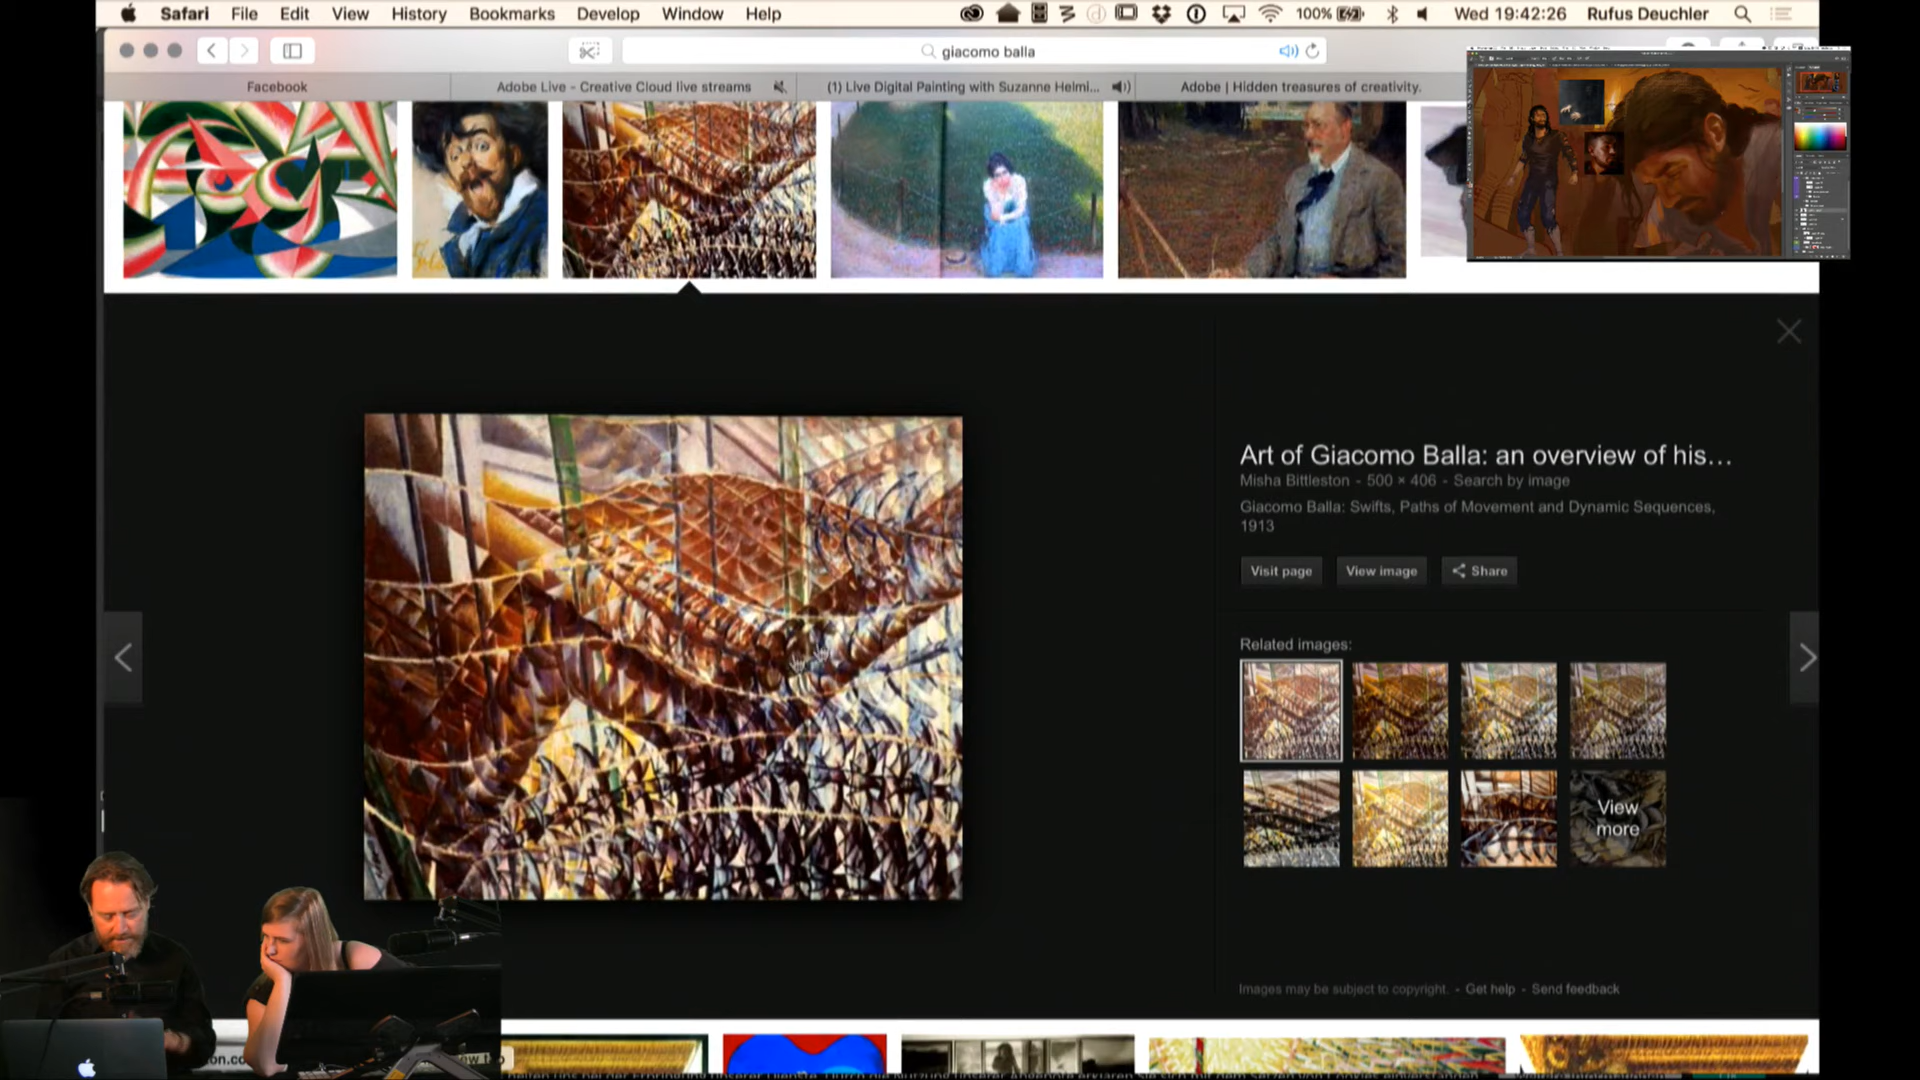 Safari File Edit View History Bookmarks Develop Window Help 100% Wed 19:42:26 Rufus Deuchler
giacomo balla
Facebook
Adobe Live - Creative Cloud live streams
(1) Live Digital Painting with Suzanne Helmi...
Adobe | Hidden treasures of creativity.
Art of Giacomo Balla: an overview of his...
Misha Bittleston - 500 × 406 - Search by image
Giacomo Balla: Swifts, Paths of Movement and Dynamic Sequences,
1913
Visit page
View image
Share
Related images:
View
more
Images may be subject to copyright. - Get help - Send feedback